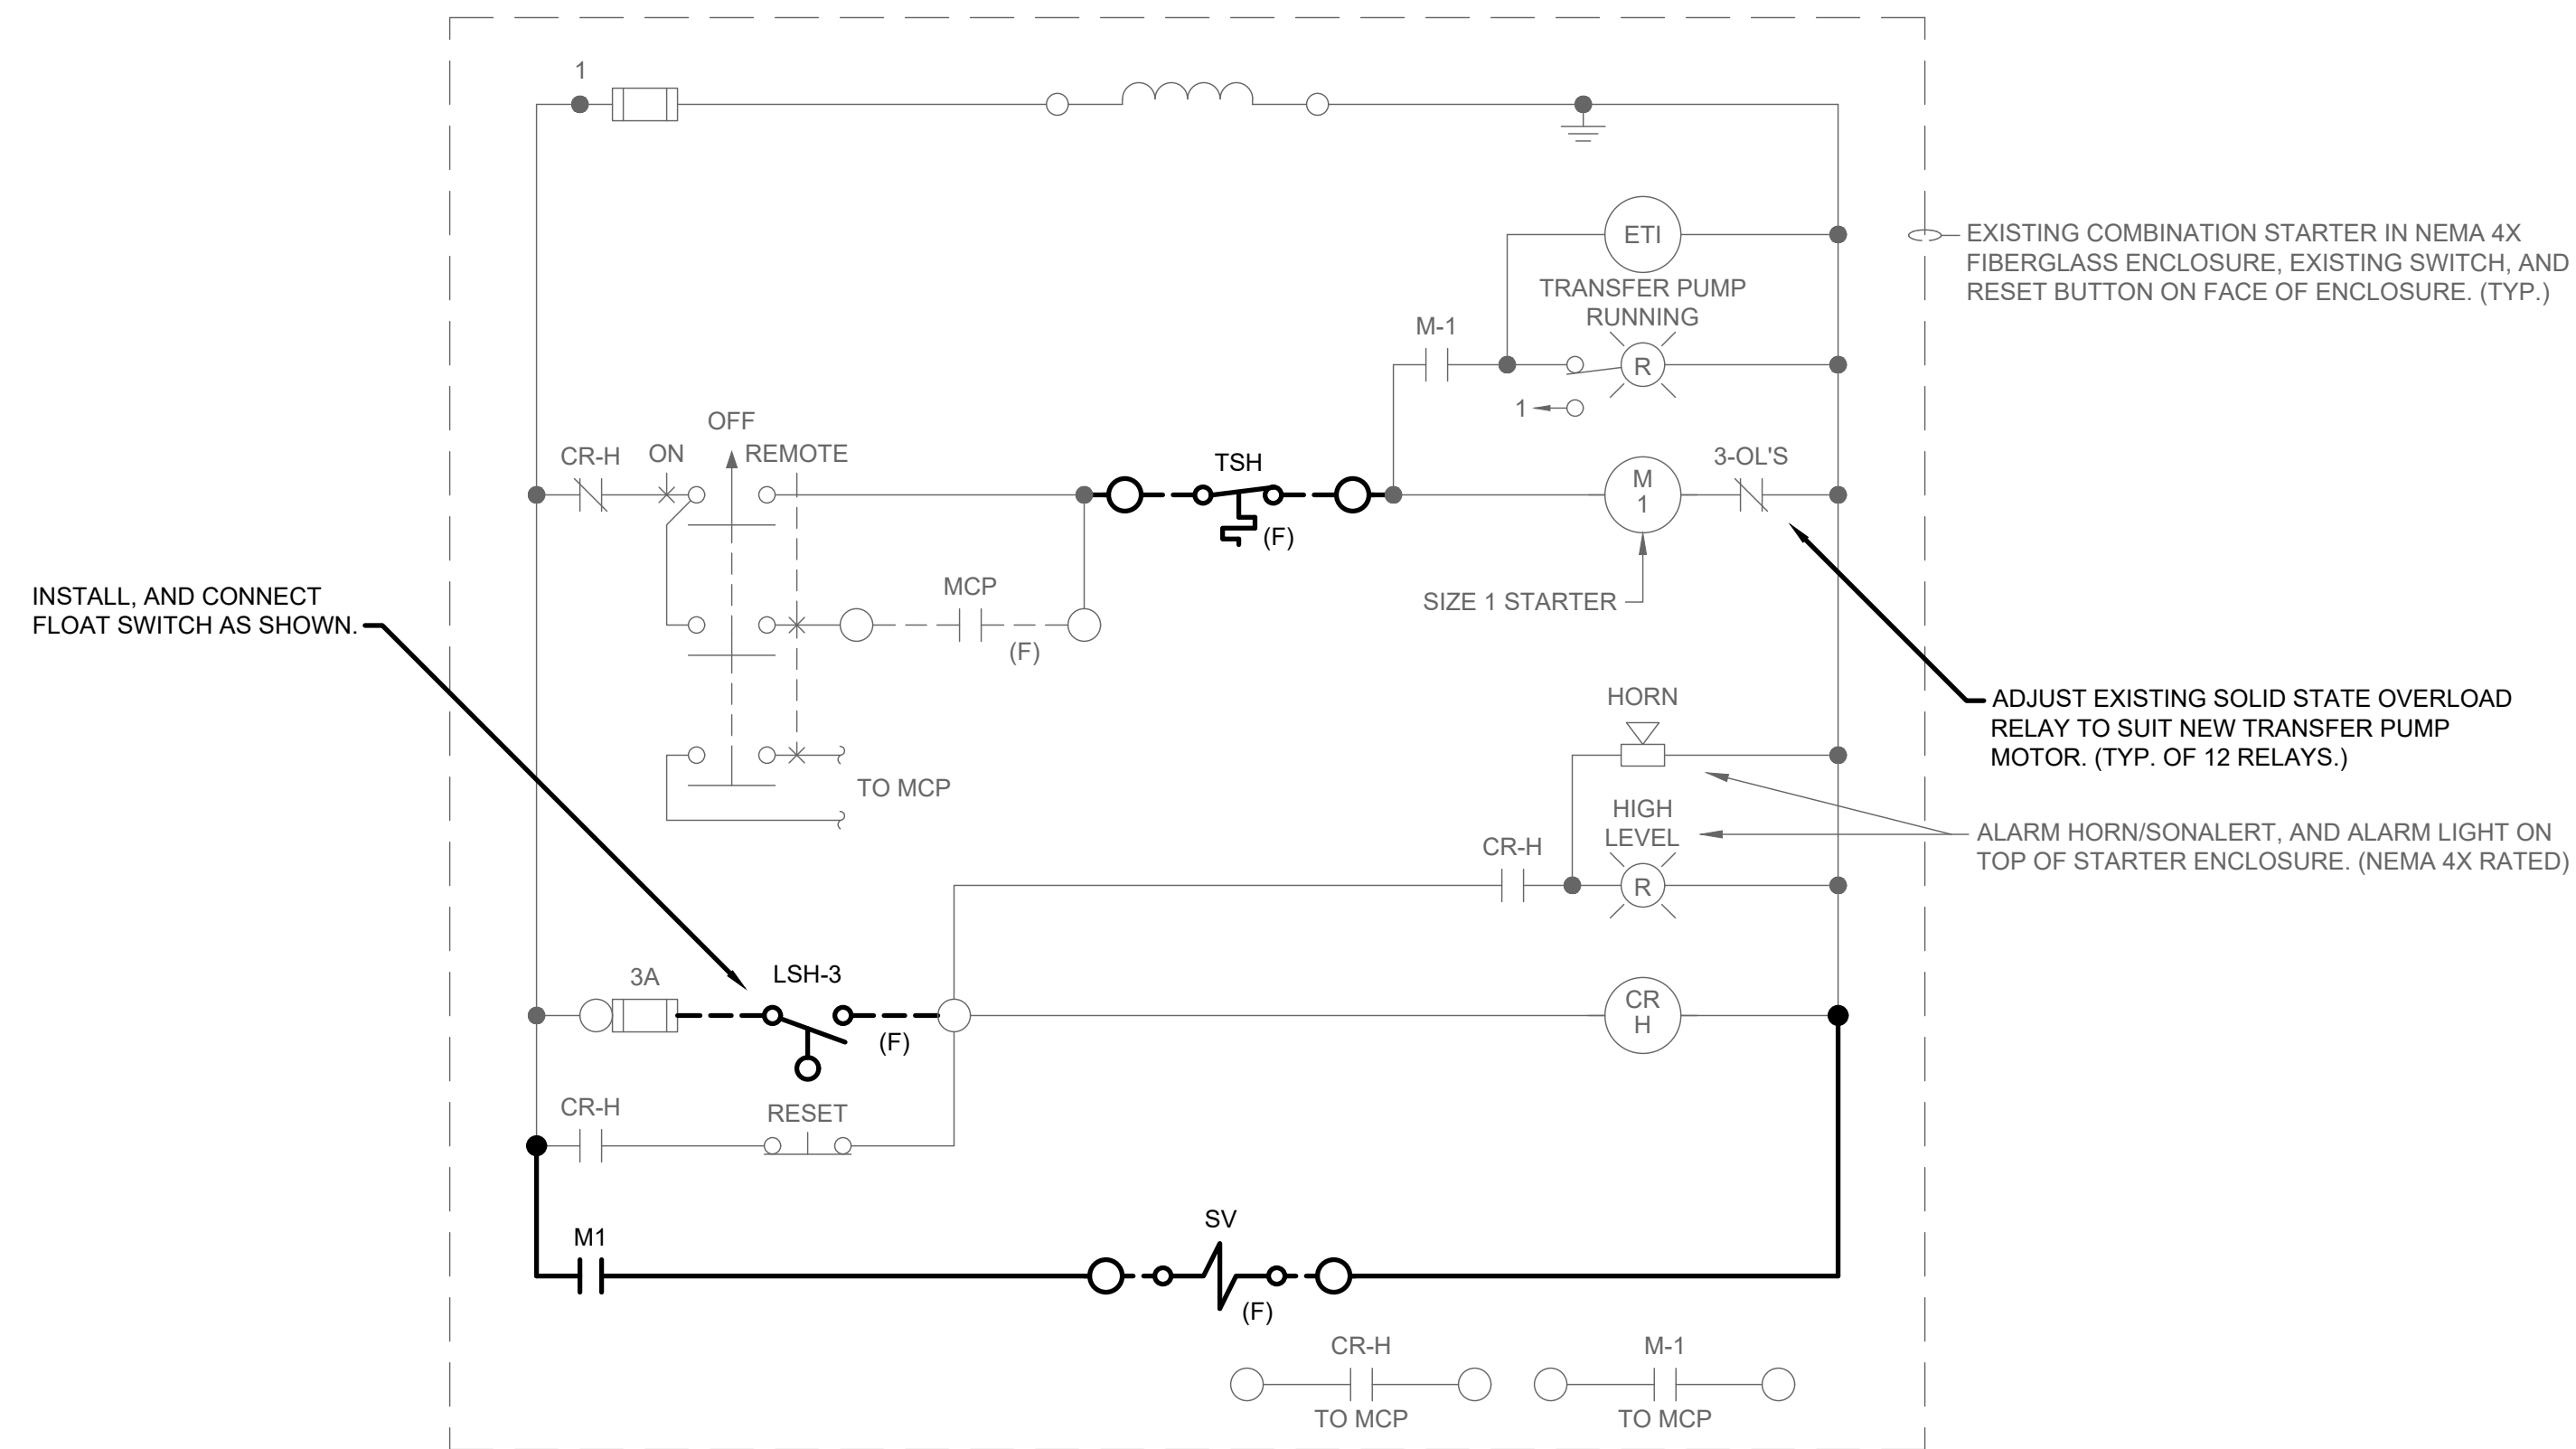 1
ETI
EXISTING COMBINATION STARTER IN NEMA 4X
FIBERGLASS ENCLOSURE, EXISTING SWITCH, AND
RESET BUTTON ON FACE OF ENCLOSURE. (TYP.)
TRANSFER PUMP
RUNNING
M-1
R
1
OFF
CR-H
ON
REMOTE
TSH
(F)
M
1
3-OL'S
SIZE 1 STARTER
INSTALL, AND CONNECT
FLOAT SWITCH AS SHOWN.
MCP
(F)
HORN
ADJUST EXISTING SOLID STATE OVERLOAD
RELAY TO SUIT NEW TRANSFER PUMP
MOTOR. (TYP. OF 12 RELAYS.)
TO MCP
HIGH
LEVEL
CR-H
R
ALARM HORN/SONALERT, AND ALARM LIGHT ON
TOP OF STARTER ENCLOSURE. (NEMA 4X RATED)
3A
LSH-3
(F)
CR
H
CR-H
RESET
M1
SV
(F)
CR-H
TO MCP
M-1
TO MCP